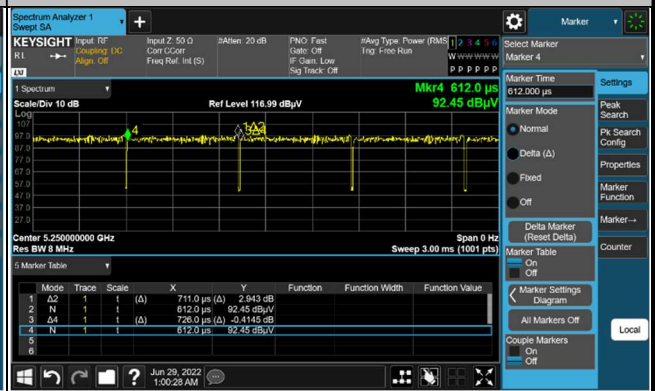 Spectrum Analyzer 1
Swept SA
Marker
KEYSIGHT Input: RF Input Z: 50 Ω #Atten: 20 dB PNO: Fast #Avg Type: Power (RMS 1 2 3 4 5 6
RL Coupling: DC Corr CCorr Gate: Off Trig: Free Run W W W W W W
Align: Off Freq Ref: Int (S) IF Gain: Low P P P P P P
LXI Sig Track: Off
Select Marker
Marker 4
1 Spectrum
Mkr4 612.0 µs
Scale/Div 10 dB Ref Level 116.99 dBµV 92.45 dBµV
Log
107
97.0
87.0
77.0
67.0
57.0
47.0
37.0
27.0
4
Center 5.250000000 GHz Span 0 Hz
Res BW 8 MHz Sweep 3.00 ms (1001 pts)
5 Marker Table
Mode Trace Scale X Y Function Function Width Function Value
1 Δ2 1 t (Δ) 711.0 µs (Δ) 2.943 dB
2 N 1 t 612.0 µs 92.45 dBµV
3 Δ4 1 t (Δ) 726.0 µs (Δ) -0.4145 dB
4 N 1 t 612.0 µs 92.45 dBµV
5
6
Marker Time
612.000 µs
Marker Mode
Normal
Delta (Δ)
Fixed
Off
Delta Marker
(Reset Delta)
Marker Table
On
Off
Marker Settings
Diagram
All Markers Off
Couple Markers
On
Off
Settings
Peak
Search
Pk Search
Config
Properties
Marker
Function
Marker→
Counter
Local
? Jun 29, 2022
1:00:28 AM